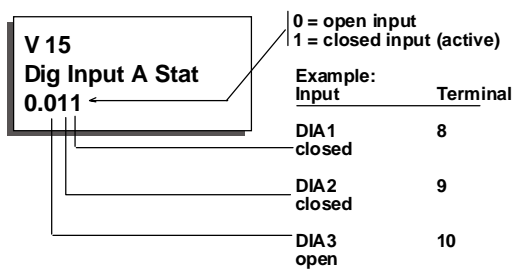 V 15
Dig Input A Stat
0.011
0 = open input
1 = closed input (active)
Example:
Input Terminal
DIA1 8
closed
DIA2 9
closed
DIA3 10
open